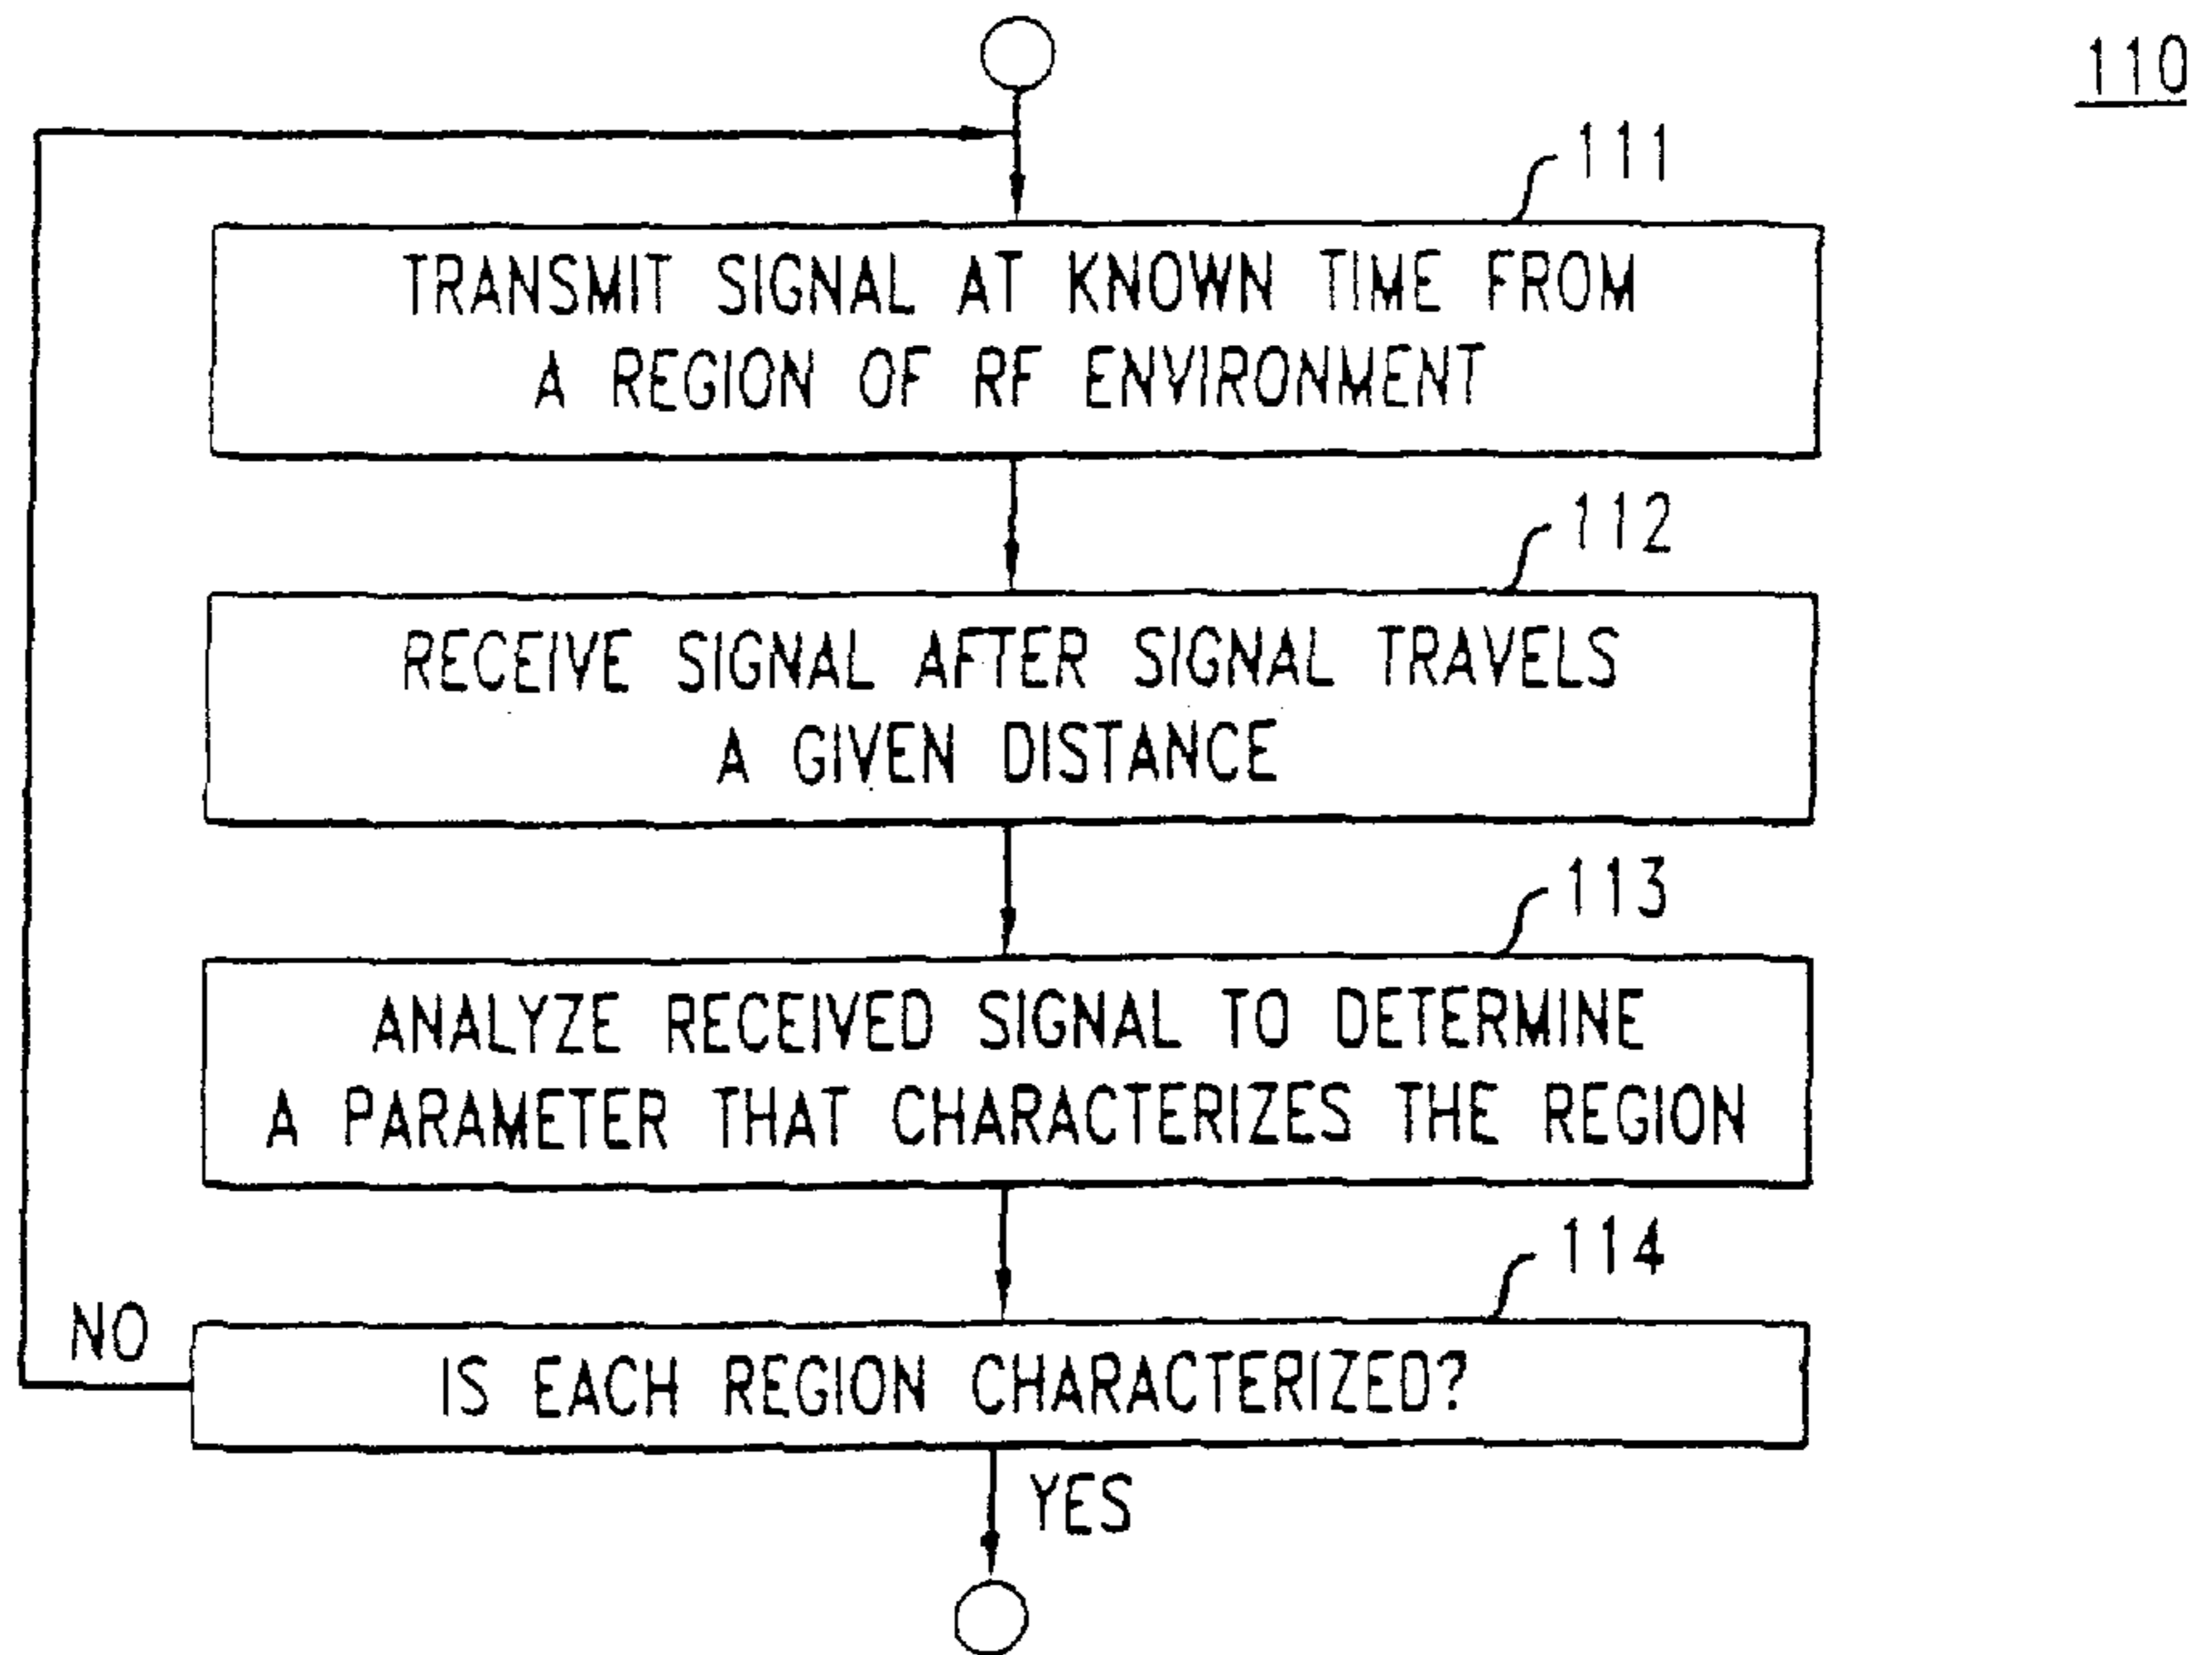 110
111
TRANSMIT SIGNAL AT KNOWN TIME FROM
A REGION OF RF ENVIRONMENT
112
RECEIVE SIGNAL AFTER SIGNAL TRAVELS
A GIVEN DISTANCE
113
ANALYZE RECEIVED SIGNAL TO DETERMINE
A PARAMETER THAT CHARACTERIZES THE REGION
114
NO
IS EACH REGION CHARACTERIZED?
YES